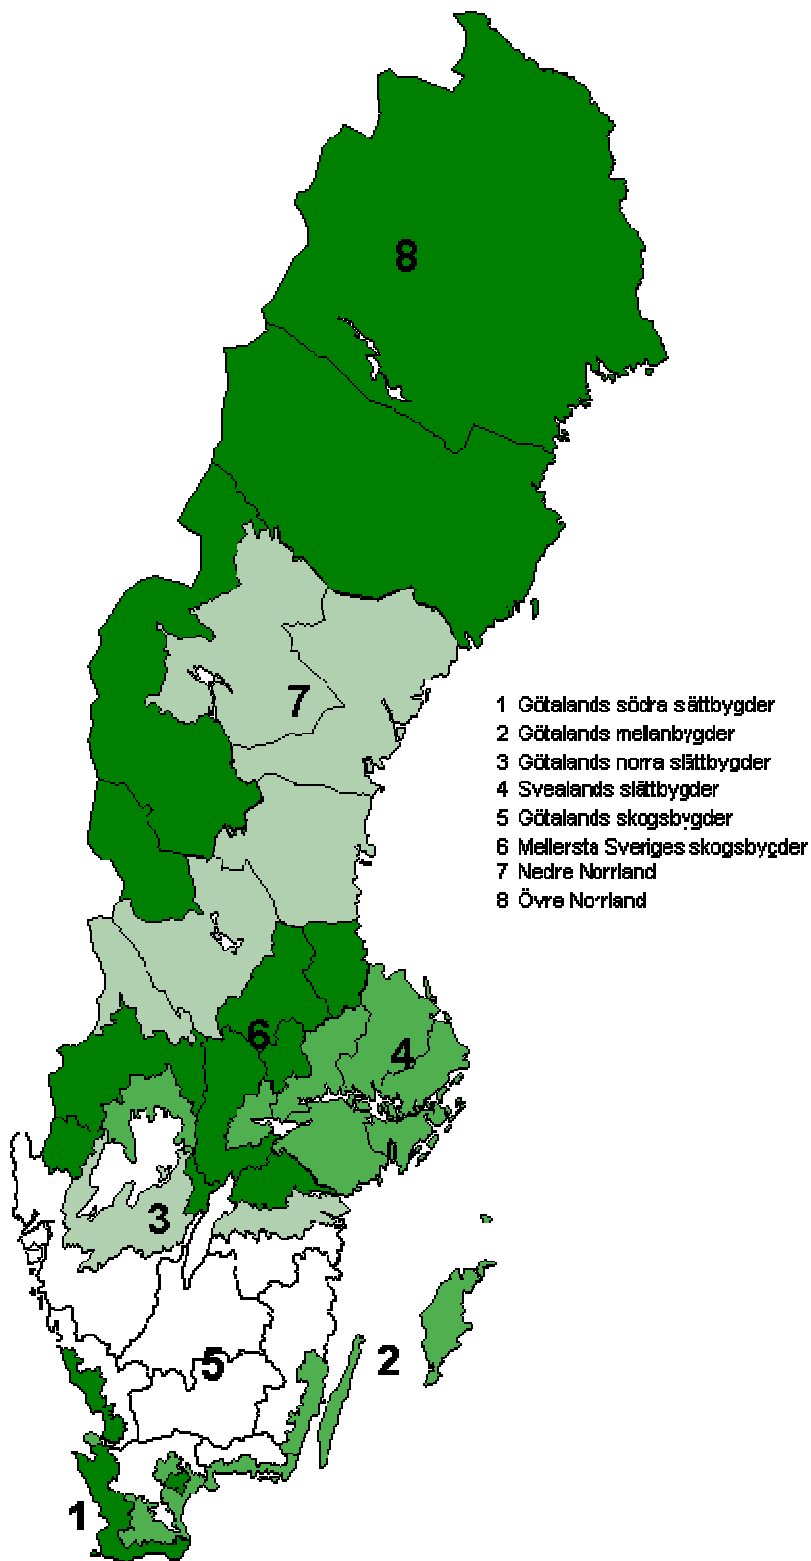 8
7
1 Götalands södra sättbygder
2 Götalands mellanbygder
3 Götalands norra slättbygder
4 Svealands slättbygder
5 Götalands skogsbygder
6 Mellersta Sveriges skogsbygder
7 Nedre Norrland
8 Övre Norrland
6
4
3
5
2
1